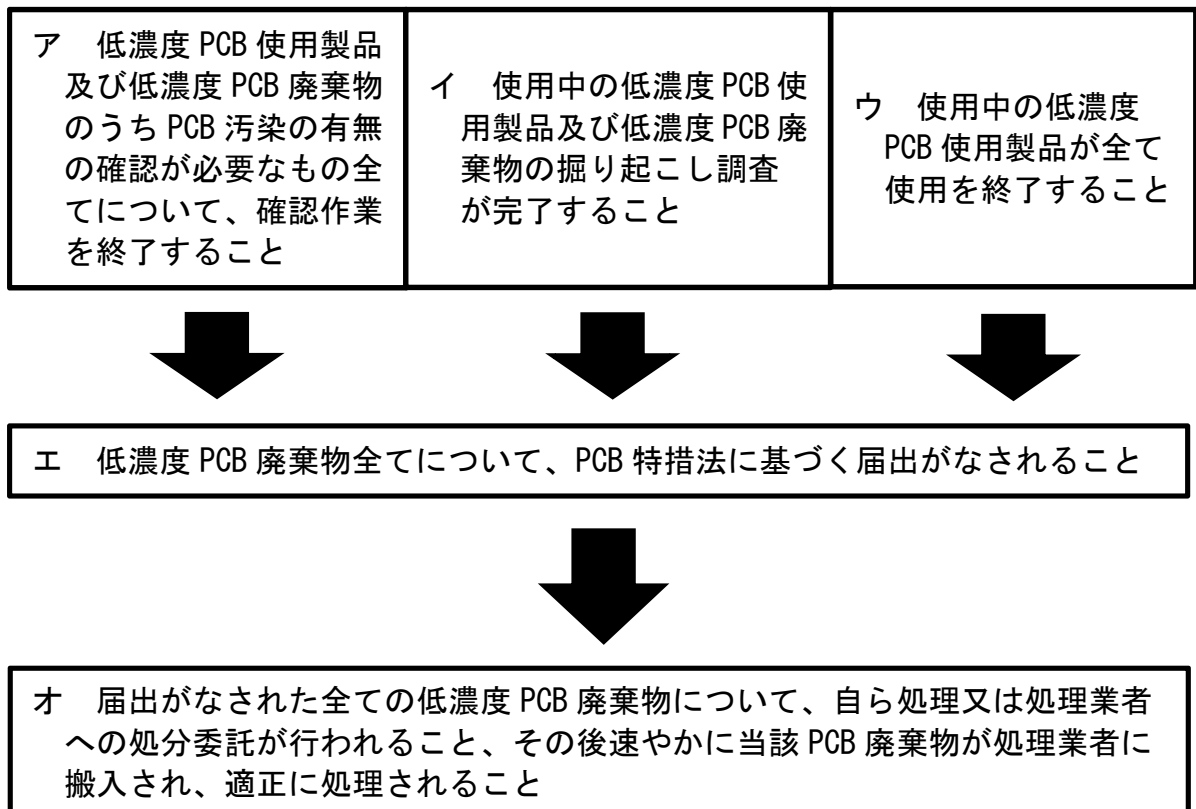 ア　低濃度 PCB 使用製品
及び低濃度 PCB 廃棄物
のうち PCB 汚染の有無
の確認が必要なもの全
てについて、確認作業
を終了すること
イ　使用中の低濃度 PCB 使
用製品及び低濃度 PCB 廃
棄物の掘り起こし調査
が完了すること
ウ　使用中の低濃度
PCB 使用製品が全て
使用を終了すること
エ　低濃度 PCB 廃棄物全てについて、PCB 特措法に基づく届出がなされること
オ　届出がなされた全ての低濃度 PCB 廃棄物について、自ら処理又は処理業者
への処分委託が行われること、その後速やかに当該 PCB 廃棄物が処理業者に
搬入され、適正に処理されること